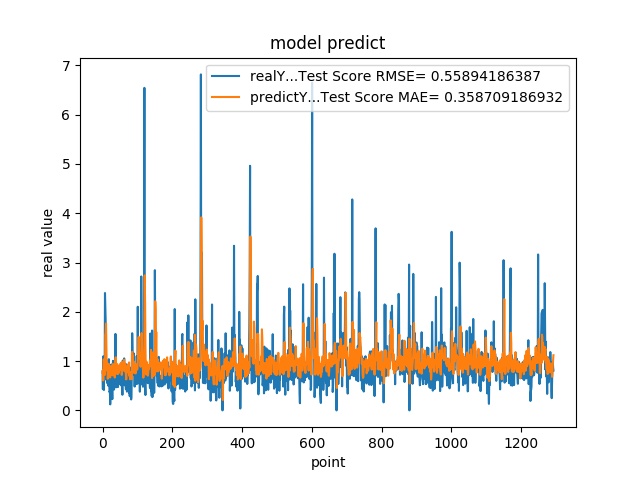 model predict
realY...Test Score RMSE= 0.55894186387
predictY...Test Score MAE= 0.358709186932
7
6
5
4
3
2
1
0
real value
0 200 400 600 800 1000 1200
point